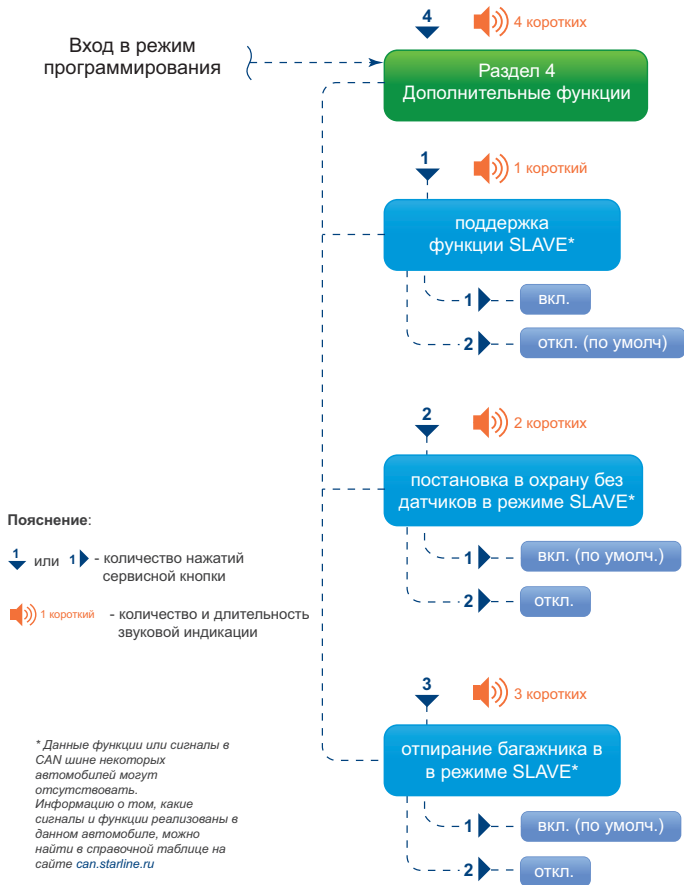 4
4 коротких
Вход в режим
программирования
Раздел 4
Дополнительные функции
1
1 короткий
поддержка
функции SLAVE*
1
вкл.
2
откл. (по умолч)
2
2 коротких
постановка в охрану без
датчиков в режиме SLAVE*
1
вкл. (по умолч.)
2
откл.
Пояснение:
1 или 1 - количество нажатий
сервисной кнопки
1 короткий - количество и длительность
звуковой индикации
3
3 коротких
отпирание багажника в
в режиме SLAVE*
1
вкл. (по умолч.)
2
откл.
* Данные функции или сигналы в
CAN шине некоторых
автомобилей могут
отсутствовать.
Информацию о том, какие
сигналы и функции реализованы в
данном автомобиле, можно
найти в справочной таблице на
сайте can.starline.ru